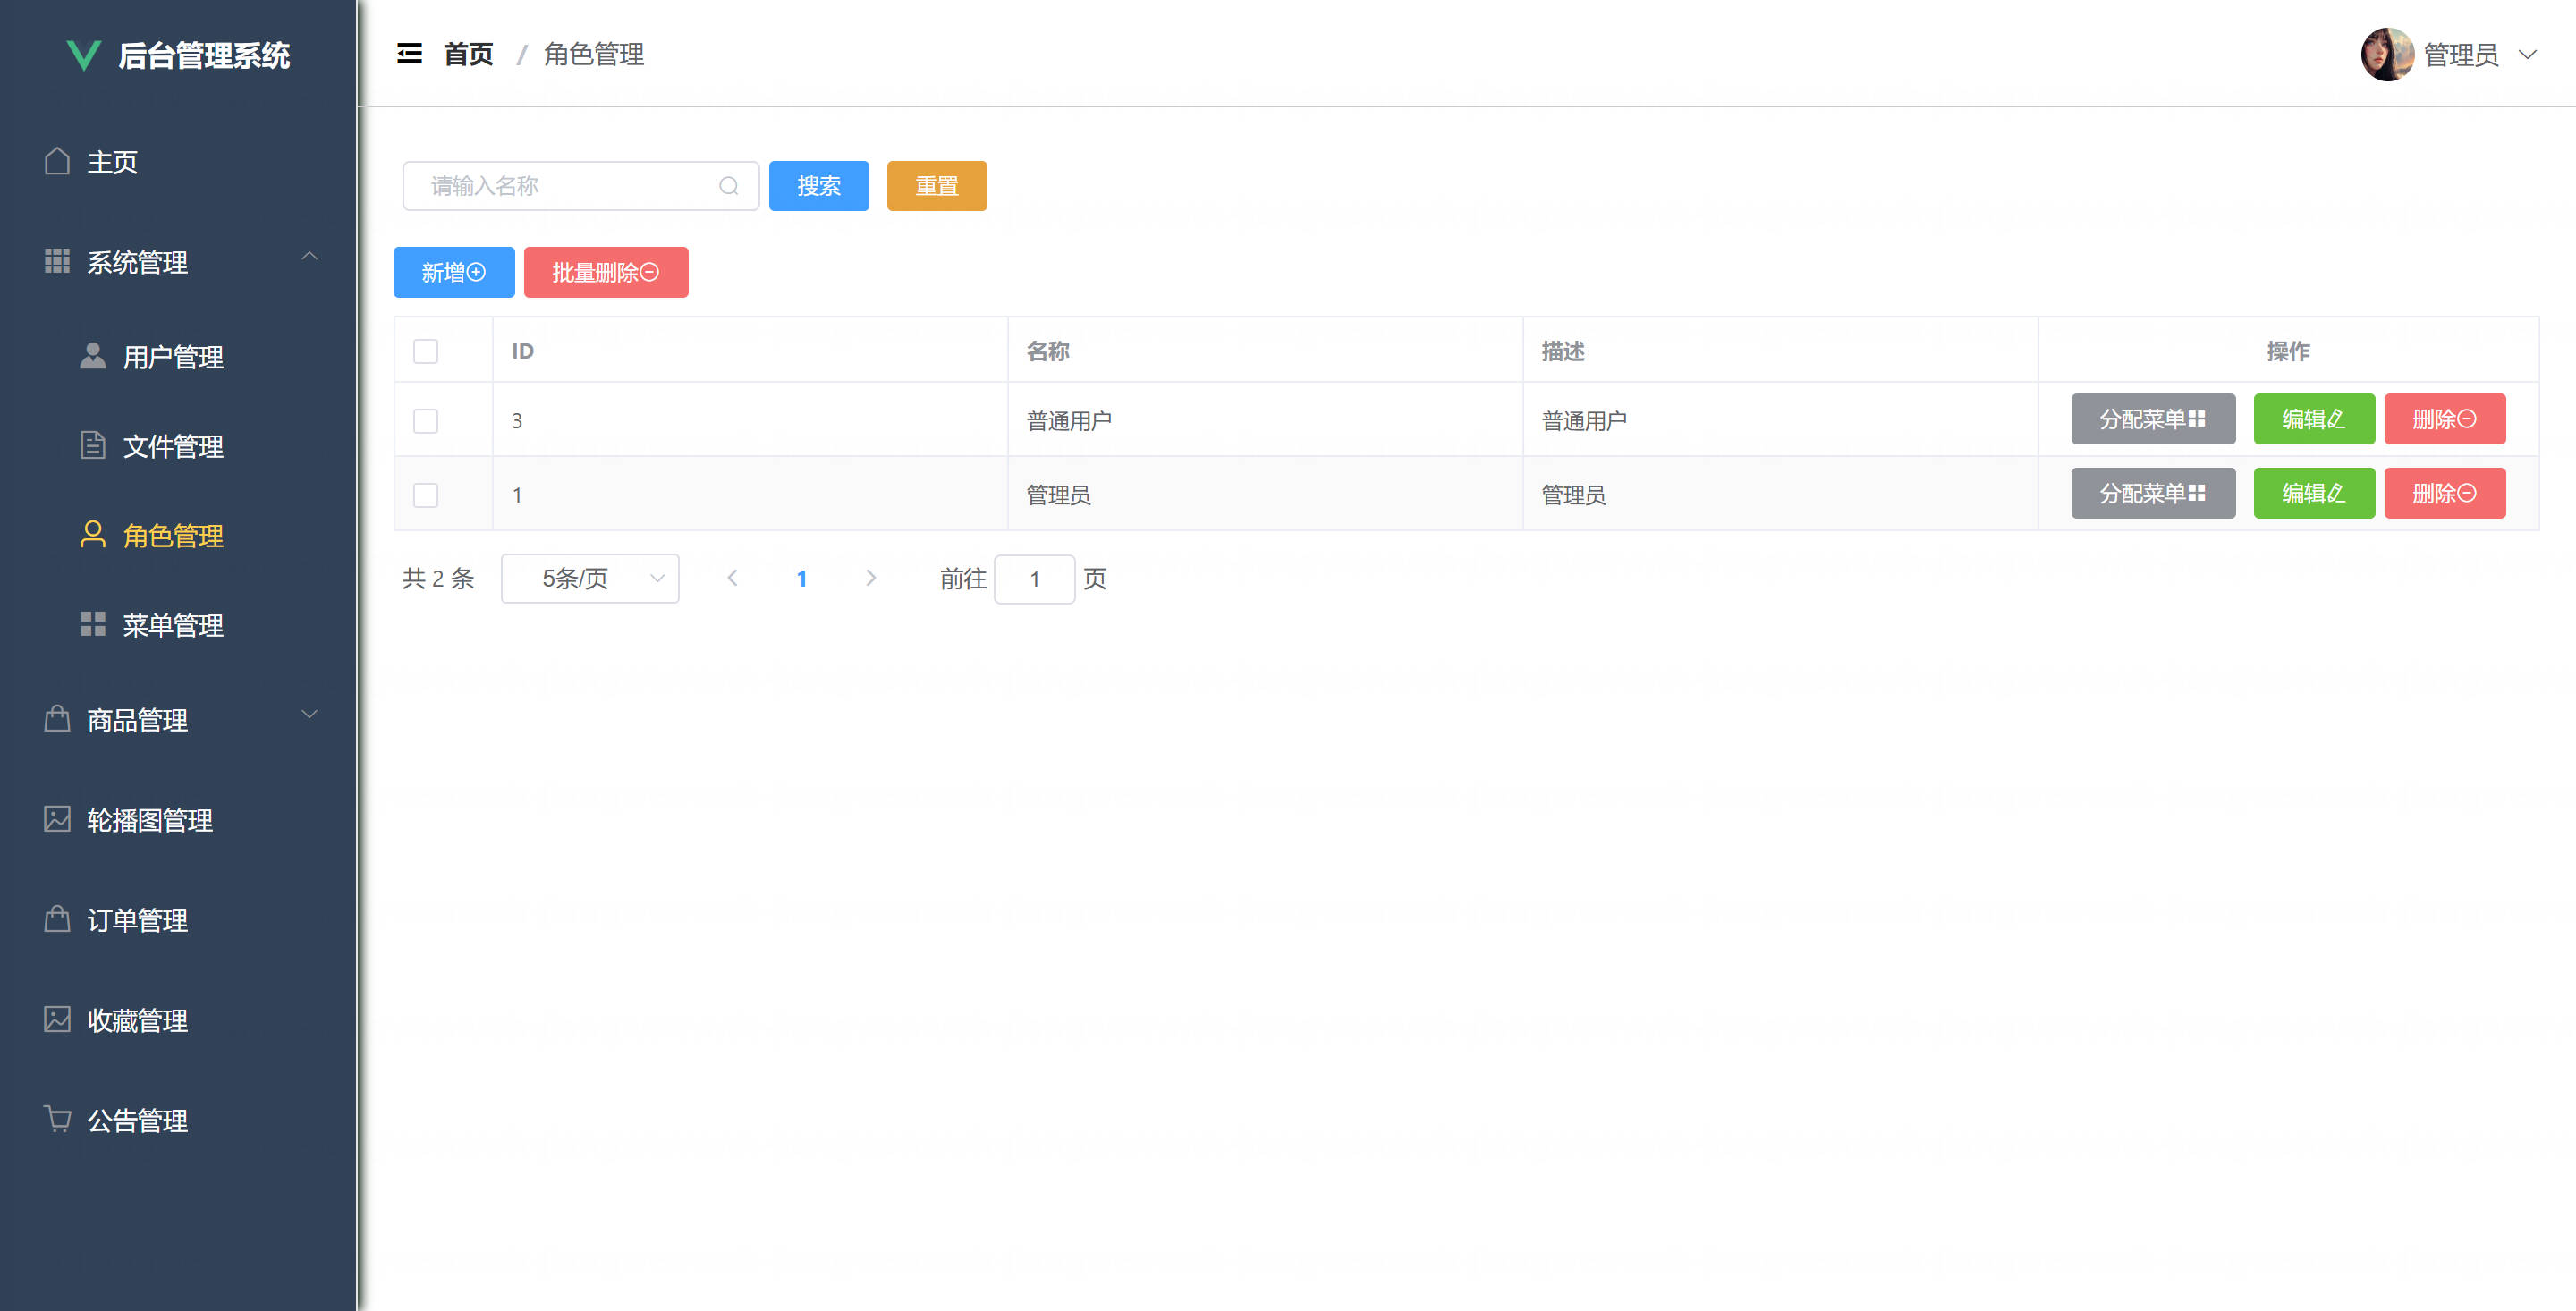 后台管理系统
主页
系统管理
用户管理
文件管理
角色管理
菜单管理
商品管理
轮播图管理
订单管理
收藏管理
公告管理
首页 / 角色管理
管理员
请输入名称 搜索 重置
新增 批量删除
ID 名称 描述 操作
3 普通用户 普通用户 分配菜单 编辑 删除
1 管理员 管理员 分配菜单 编辑 删除
共 2 条 5条/页 1 前往 1 页